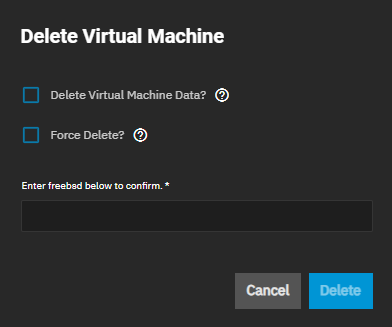 Delete Virtual Machine
Delete Virtual Machine Data? ?
Force Delete? ?
Enter freebsd below to confirm. *
Cancel Delete